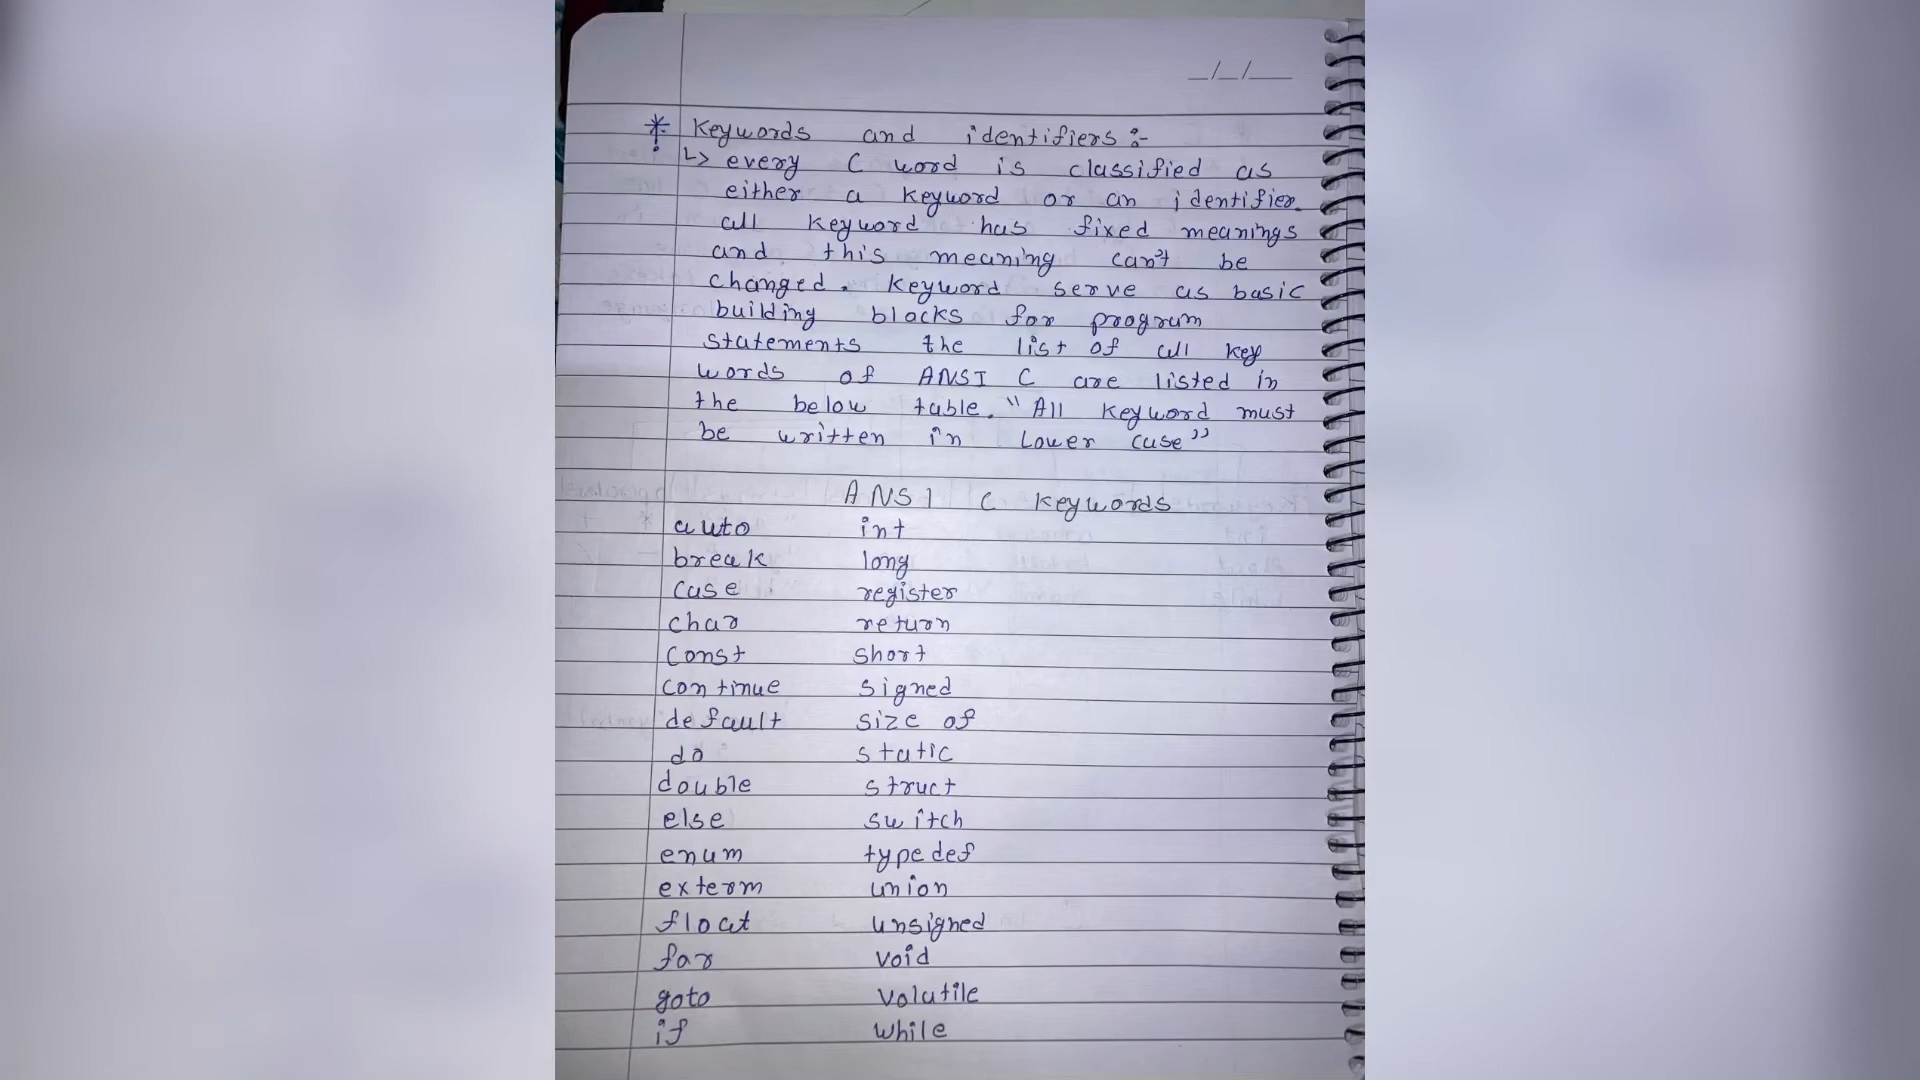 _/_/__
* Keywords and identifiers :-
↳ every C word is classified as
either a keyword or an identifier.
all keyword has fixed meanings
and this meaning can't be
changed. keyword serve as basic
building blocks for program
statements the list of all key
words of ANSI C are listed in
the below table. "All keyword must
be written in Lower case"
ANSI C keywords
auto int
break long
case register
char return
const short
continue signed
default size of
do static
double struct
else switch
enum typedef
exterm union
float unsigned
far void
goto volatile
if while